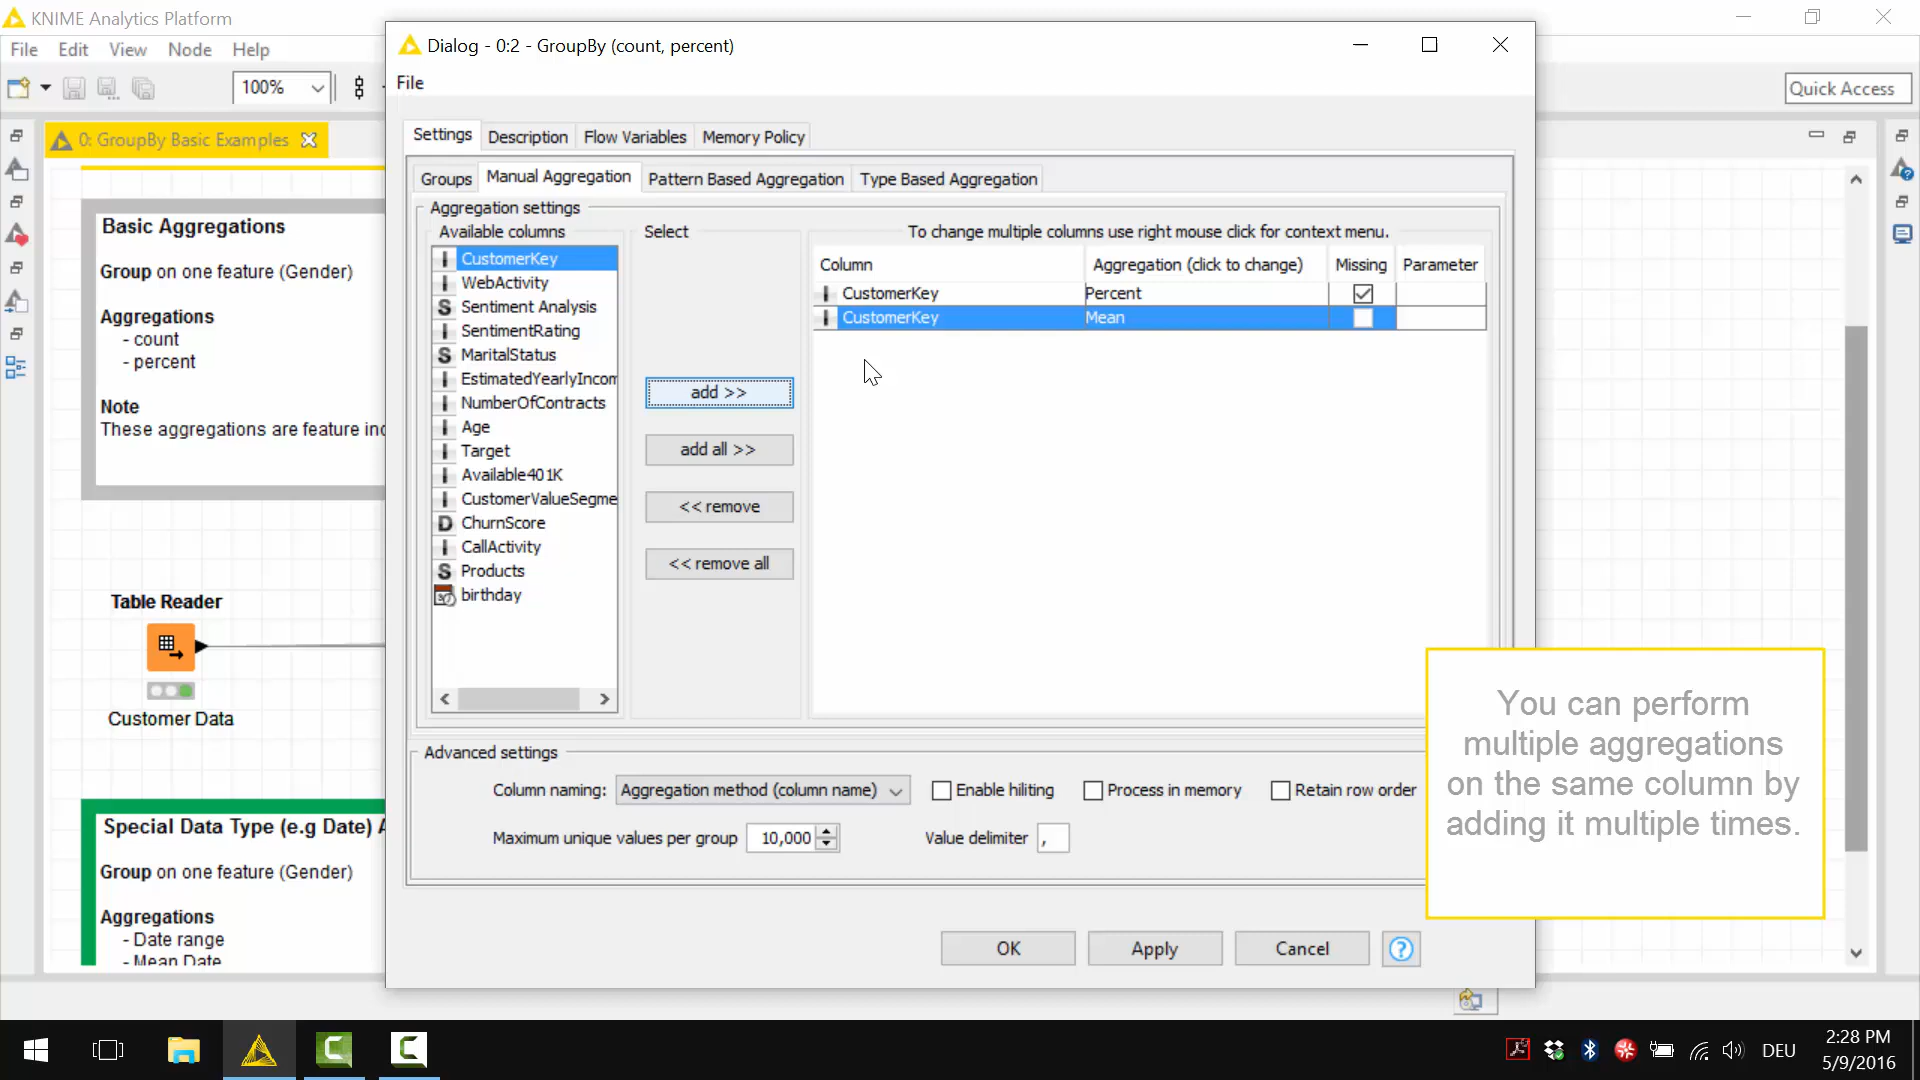 KNIME Analytics Platform
File Edit View Node Help
100%
Quick Access
0: GroupBy Basic Examples
Basic Aggregations
Group on one feature (Gender)
Aggregations
- count
- percent
Note
These aggregations are feature inc
Table Reader
Customer Data
Special Data Type (e.g Date) A
Group on one feature (Gender)
Aggregations
- Date range
- Mean Date
Dialog - 0:2 - GroupBy (count, percent)
File
Settings Description Flow Variables Memory Policy
Groups Manual Aggregation Pattern Based Aggregation Type Based Aggregation
Aggregation settings
Available columns
CustomerKey
WebActivity
S Sentiment Analysis
SentimentRating
S MaritalStatus
EstimatedYearlyIncom
NumberOfContracts
Age
Target
Available401K
CustomerValueSegme
D ChurnScore
CallActivity
S Products
birthday
Select
add >>
add all >>
<< remove
<< remove all
To change multiple columns use right mouse click for context menu.
Column Aggregation (click to change) Missing Parameter
CustomerKey Percent
CustomerKey Mean
Advanced settings
Column naming: Aggregation method (column name) Enable hiliting Process in memory Retain row order
Maximum unique values per group 10,000 Value delimiter ,
OK Apply Cancel ?
You can perform
multiple aggregations
on the same column by
adding it multiple times.
DEU
2:28 PM
5/9/2016